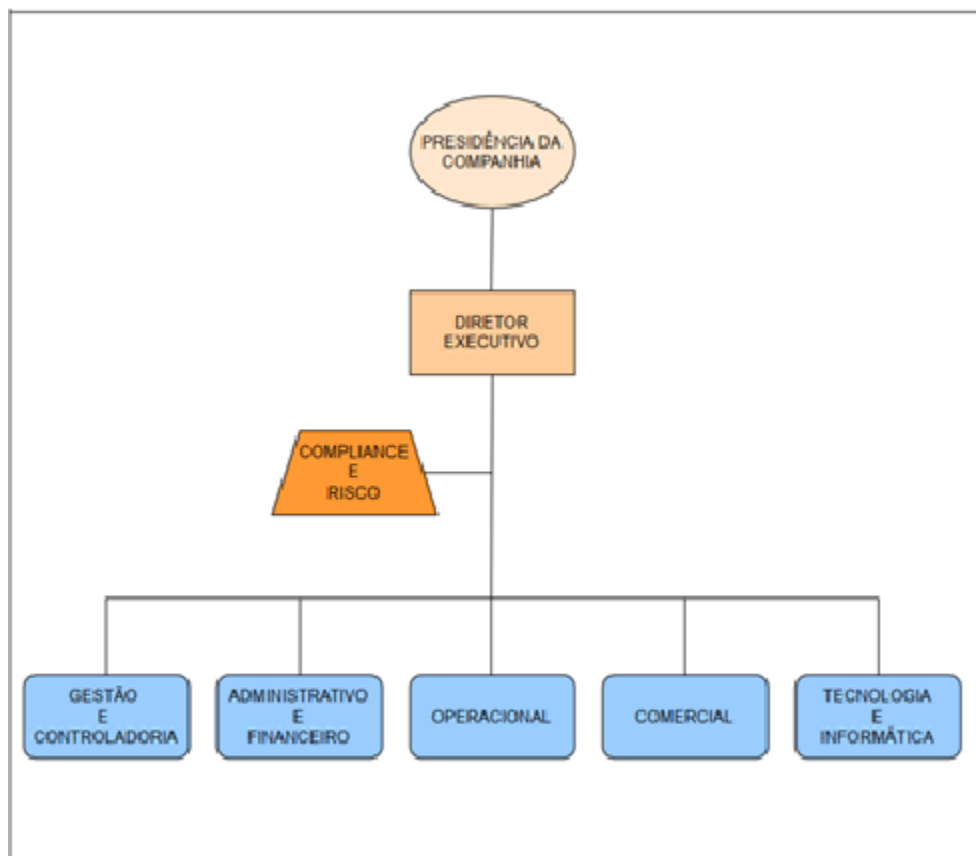 PRESIDÊNCIA DA
COMPANHIA
DIRETOR
EXECUTIVO
COMPLIANCE
E
RISCO
GESTÃO
E
CONTROLADORIA
ADMINISTRATIVO
E
FINANCEIRO
OPERACIONAL
COMERCIAL
TECNOLOGIA
E
INFORMÁTICA